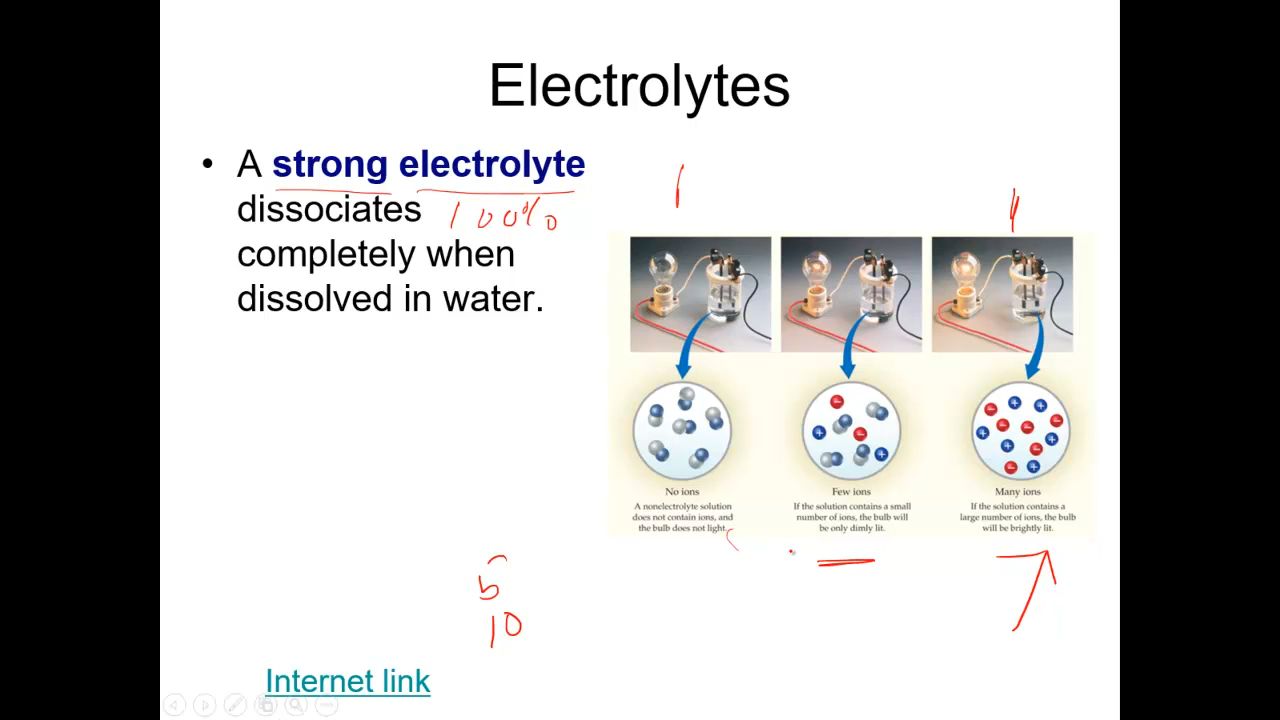 Electrolytes
• A strong electrolyte
dissociates 100%
completely when
dissolved in water.
No ions
A nonelectrolyte solution
does not contain ions, and
the bulb does not light.
Few ions
If the solution contains a small
number of ions, the bulb will
be only dimly lit.
Many ions
If the solution contains a
large number of ions, the bulb
will be brightly lit.
5
10
Internet link